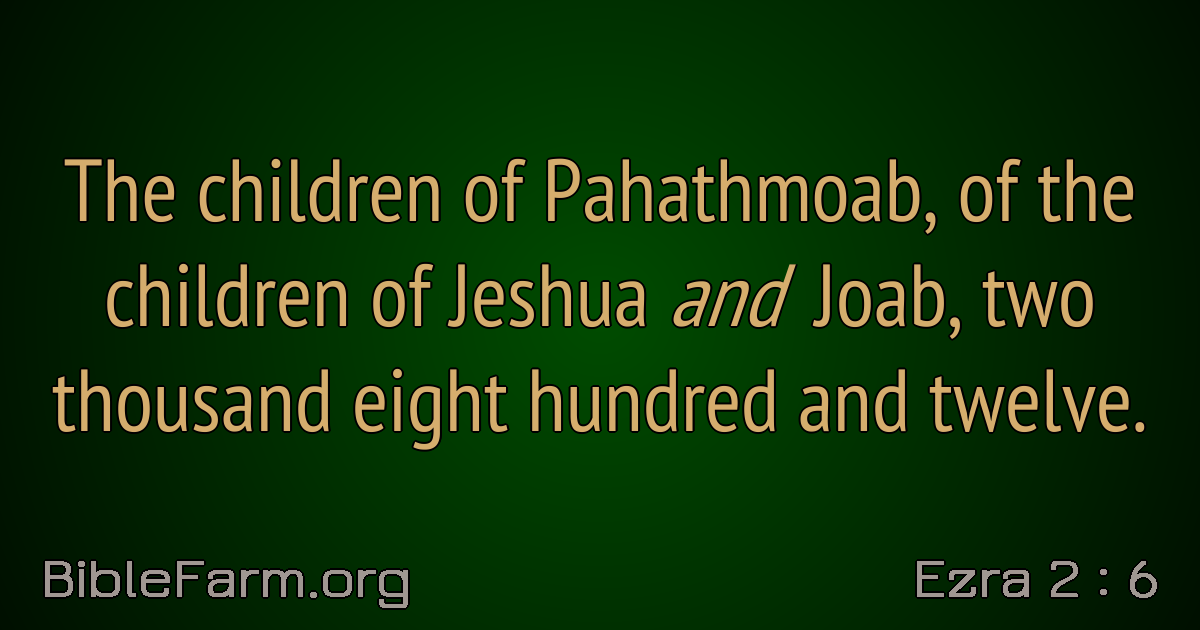 The children of Pahathmoab, of the
children of Jeshua and Joab, two
thousand eight hundred and twelve.
BibleFarm.org
Ezra 2 : 6